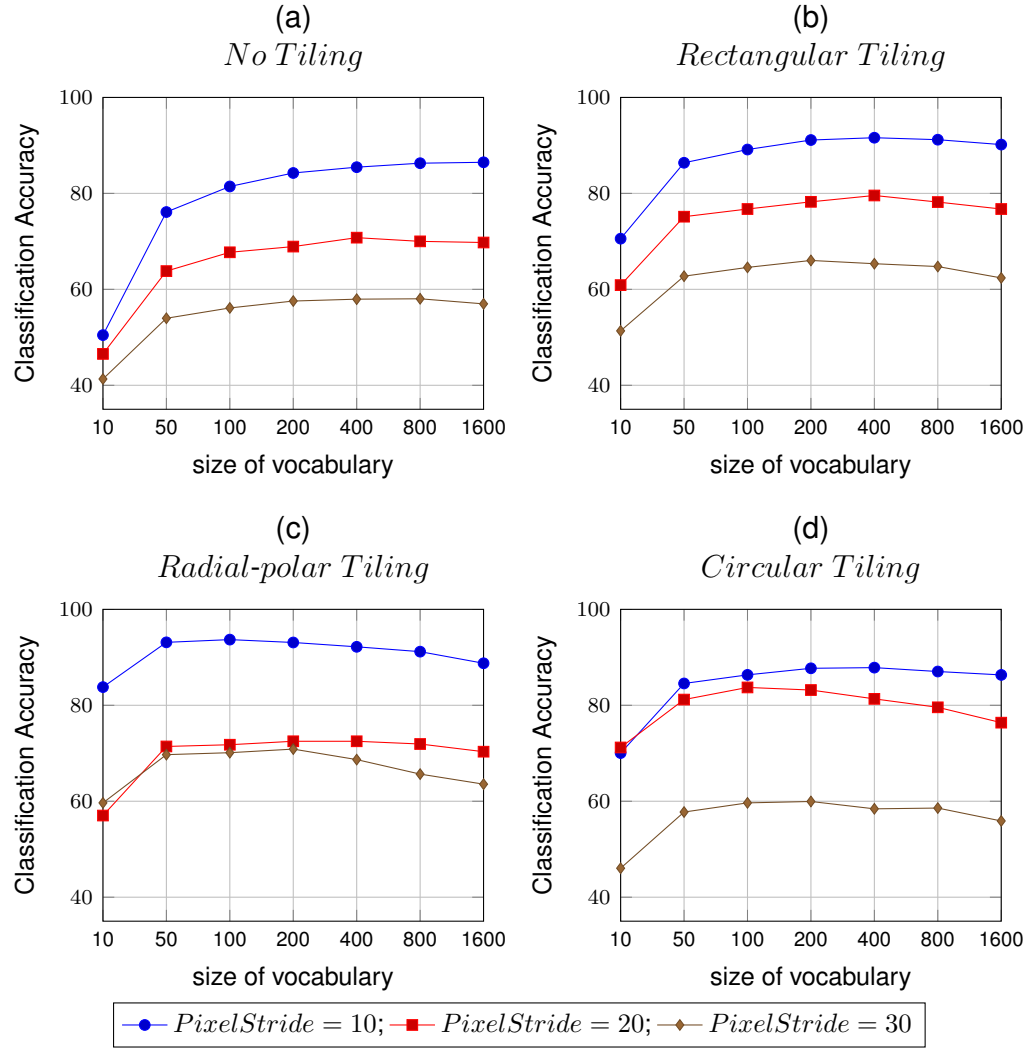 (a)
No Tiling
100
80
60
40
Classification Accuracy
10 50 100 200 400 800 1600
size of vocabulary
(b)
Rectangular Tiling
100
80
60
40
Classification Accuracy
10 50 100 200 400 800 1600
size of vocabulary
(c)
Radial-polar Tiling
100
80
60
40
Classification Accuracy
10 50 100 200 400 800 1600
size of vocabulary
(d)
Circular Tiling
100
80
60
40
Classification Accuracy
10 50 100 200 400 800 1600
size of vocabulary
PixelStride = 10; PixelStride = 20; PixelStride = 30